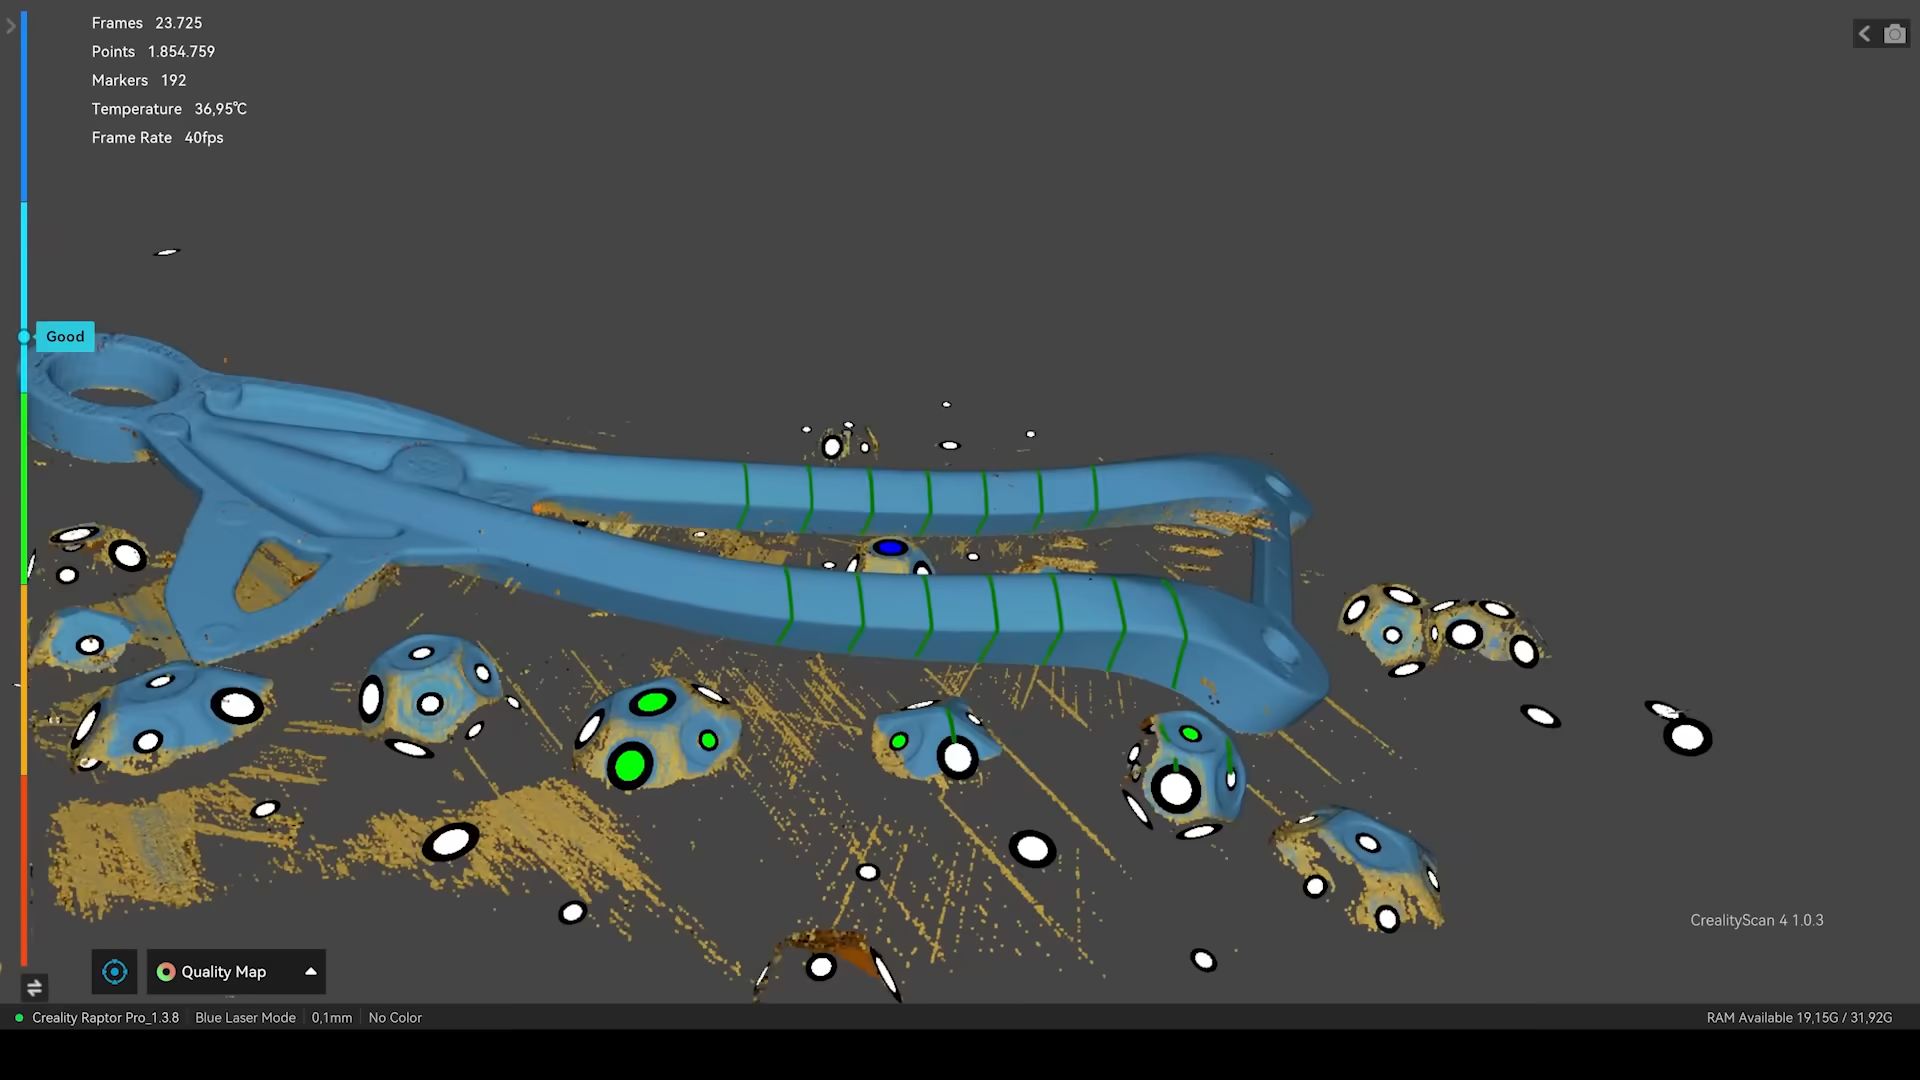 Frames 23.725
Points 1.854.759
Markers 192
Temperature 36,95℃
Frame Rate 40fps
Good
CrealityScan 4 1.0.3
Quality Map
Creality Raptor Pro_1.3.8 Blue Laser Mode 0,1mm No Color RAM Available 19,15G / 31,92G